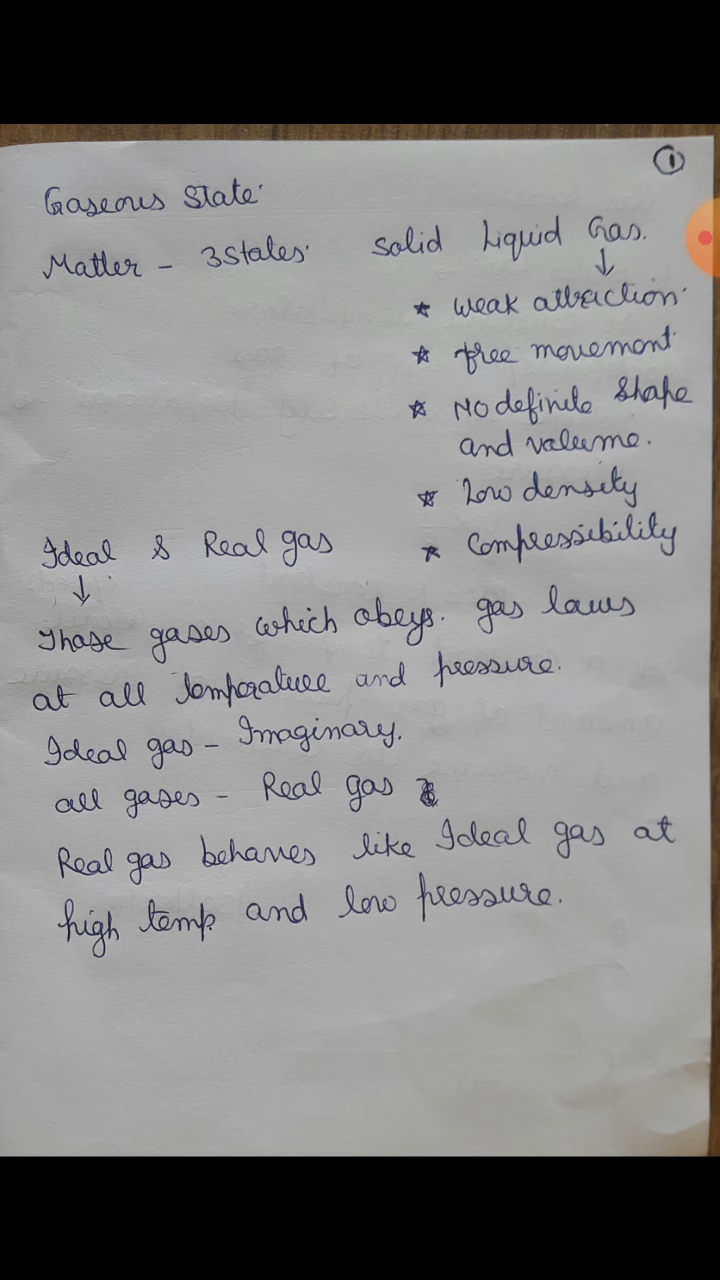 ①
Gaseous State.
Matter - 3 States. Solid Liquid Gas.
↓
★ weak attraction.
★ free movement
★ No definite shape
and volume.
★ Low density
Ideal & Real gas ★ Compressibility
↓
Those gases which obeys. gas laws
at all temperature and pressure.
Ideal gas - Imaginary.
all gases - Real gas
Real gas behaves like Ideal gas at
high temp and low pressure.